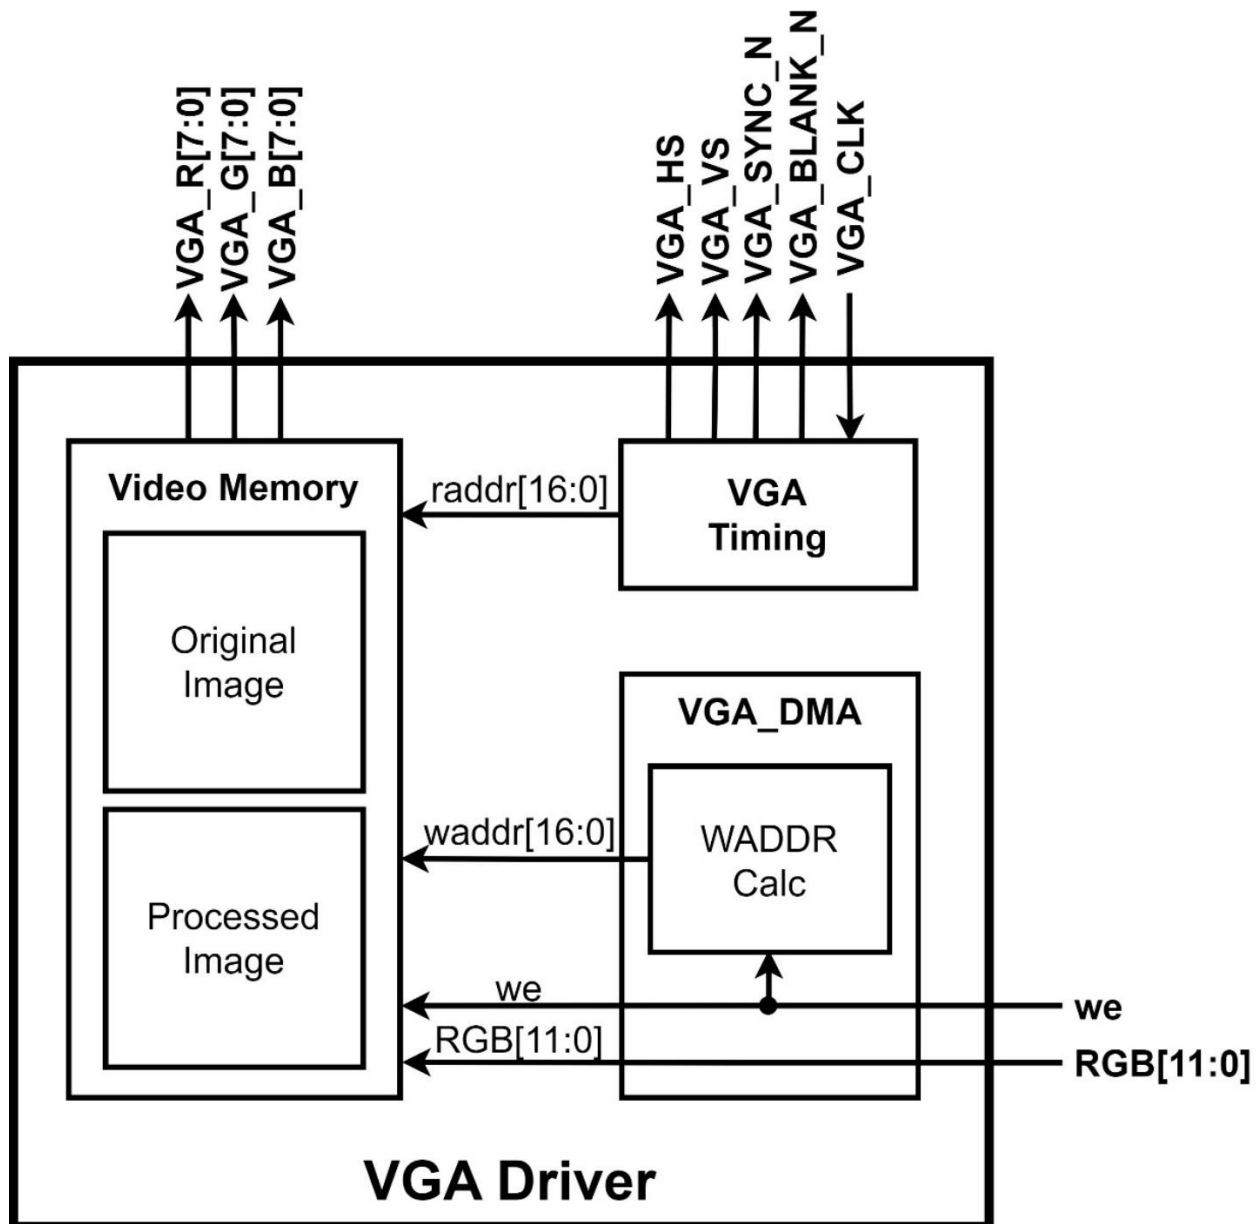 VGA_R[7:0]
VGA_G[7:0]
VGA_B[7:0]
VGA_HS
VGA_VS
VGA_SYNC_N
VGA_BLANK_N
VGA_CLK
Video Memory
raddr[16:0]
VGA
Timing
Original
Image
VGA_DMA
waddr[16:0]
WADDR
Calc
Processed
Image
we
we
RGB[11:0]
RGB[11:0]
VGA Driver